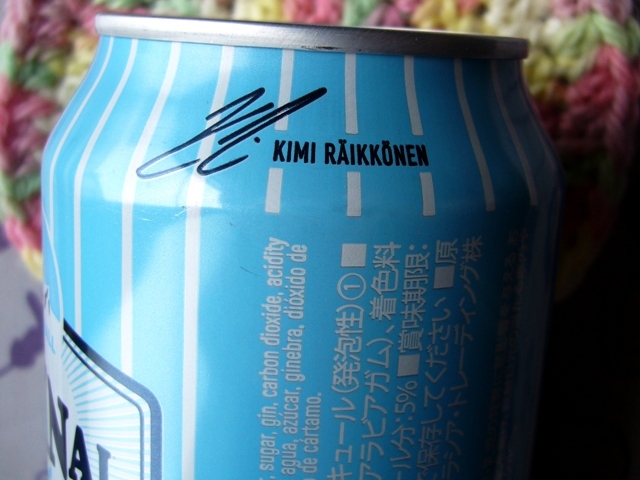 KIMI RÄIKKÖNEN
NAL
, sugar, gin, carbon dioxide, acidity
agua, azúcar, ginebra, dióxido de
de cártamo.
キュール(発泡性)① ■
アラビアガム)、着色料
ール分:5% ■ 賞味期限:
保存してください ■ 原
ラシア・トレーディング株